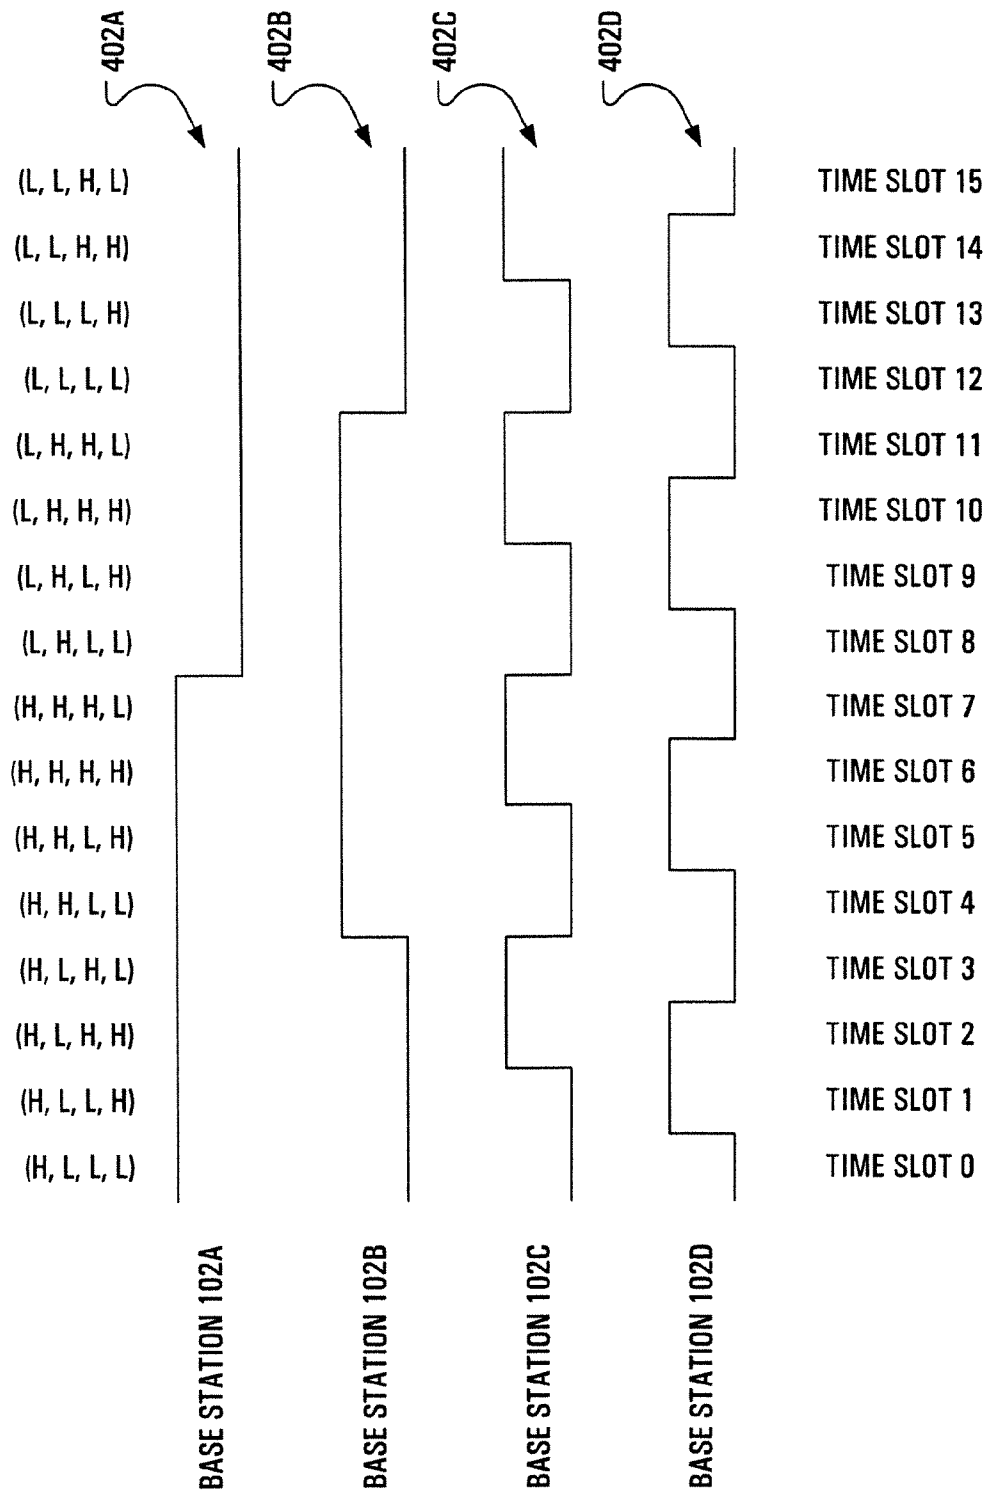 402A
402B
402C
402D
(L, L, H, L)
TIME SLOT 15
(L, L, H, H)
TIME SLOT 14
(L, L, L, H)
TIME SLOT 13
(L, L, L, L)
TIME SLOT 12
(L, H, H, L)
TIME SLOT 11
(L, H, H, H)
TIME SLOT 10
(L, H, L, H)
TIME SLOT 9
(L, H, L, L)
TIME SLOT 8
(H, H, H, L)
TIME SLOT 7
(H, H, H, H)
TIME SLOT 6
(H, H, L, H)
TIME SLOT 5
(H, H, L, L)
TIME SLOT 4
(H, L, H, L)
TIME SLOT 3
(H, L, H, H)
TIME SLOT 2
(H, L, L, H)
TIME SLOT 1
(H, L, L, L)
TIME SLOT 0
BASE STATION 102A
BASE STATION 102B
BASE STATION 102C
BASE STATION 102D